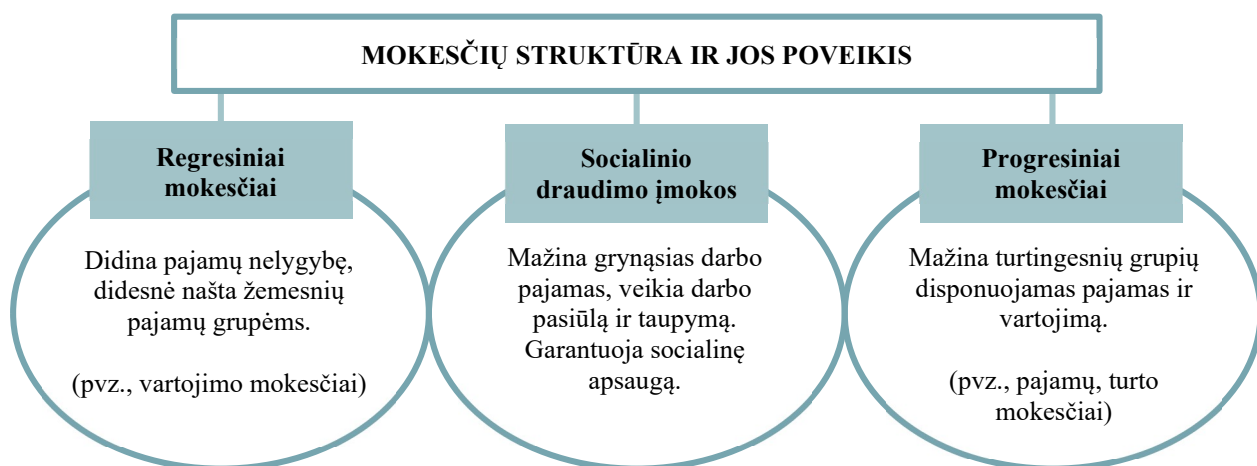 MOKESČIŲ STRUKTŪRA IR JOS POVEIKIS
Regresiniai
mokesčiai
Didina pajamų nelygybę,
didesnė našta žemesnių
pajamų grupėms.
(pvz., vartojimo mokesčiai)
Socialinio
draudimo įmokos
Mažina grynąsias darbo
pajamas, veikia darbo
pasiūlą ir taupymą.
Garantuoja socialinę
apsaugą.
Progresiniai
mokesčiai
Mažina turtingesnių grupių
disponuojamas pajamas ir
vartojimą.
(pvz., pajamų, turto
mokesčiai)